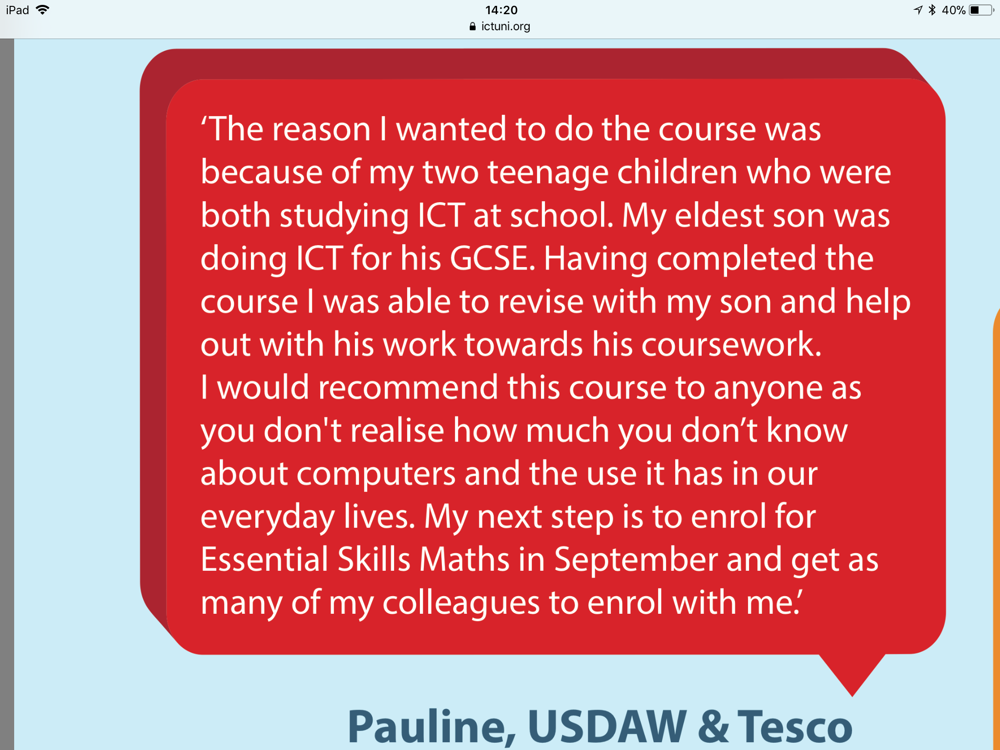 iPad
14:20
40%
ictuni.org
‘The reason I wanted to do the course was
because of my two teenage children who were
both studying ICT at school. My eldest son was
doing ICT for his GCSE. Having completed the
course I was able to revise with my son and help
out with his work towards his coursework.
I would recommend this course to anyone as
you don't realise how much you don’t know
about computers and the use it has in our
everyday lives. My next step is to enrol for
Essential Skills Maths in September and get as
many of my colleagues to enrol with me.’
Pauline, USDAW & Tesco